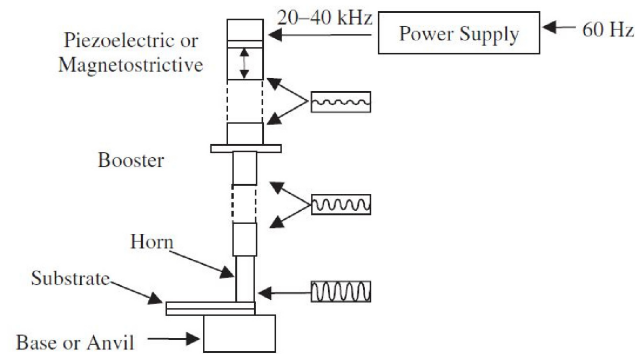 20–40 kHz
Power Supply
60 Hz
Piezoelectric or
Magnetostrictive
Booster
Horn
Substrate
Base or Anvil